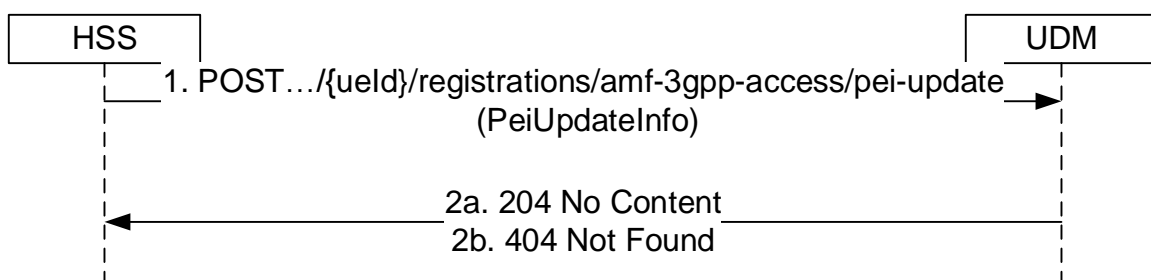 HSS
UDM
1. POST…/{ueId}/registrations/amf-3gpp-access/pei-update
(PeiUpdateInfo)
2a. 204 No Content
2b. 404 Not Found